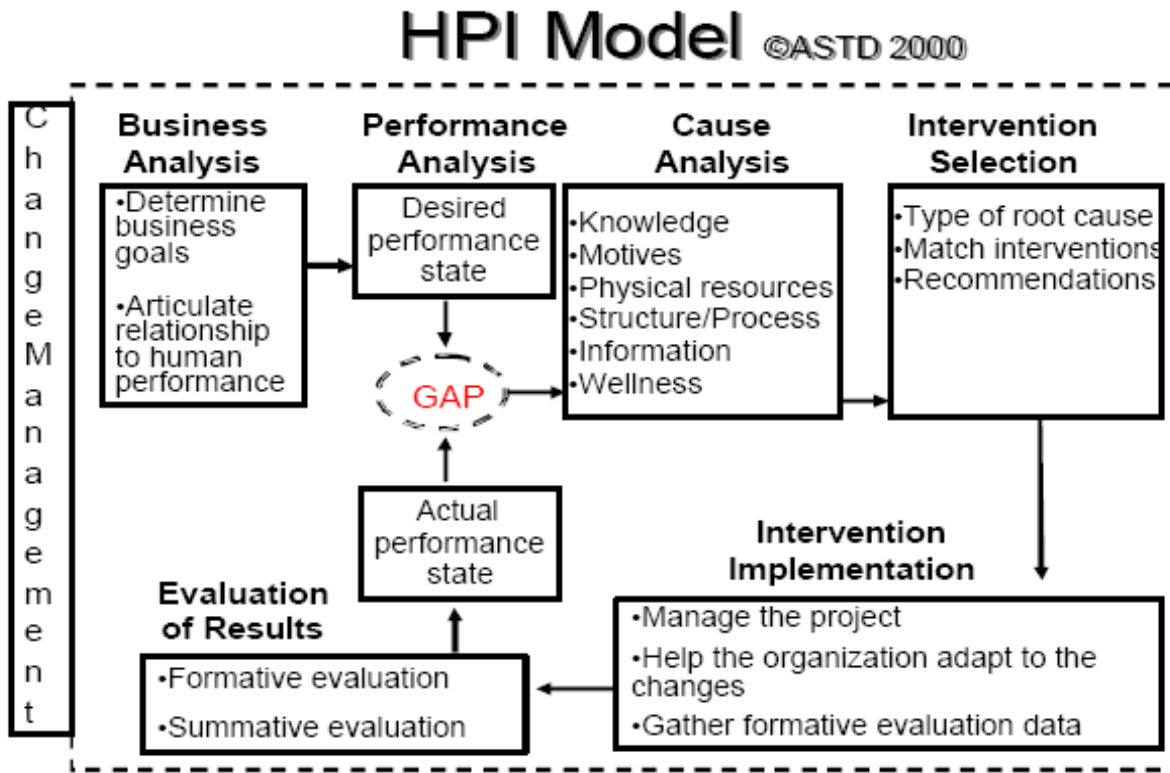 HPI Model ©ASTD 2000
C
h
a
n
g
e
M
a
n
a
g
e
m
e
n
t
Business
Analysis
•Determine
business
goals
•Articulate
relationship
to human
performance
Performance
Analysis
Desired
performance
state
GAP
Actual
performance
state
Cause
Analysis
•Knowledge
•Motives
•Physical resources
•Structure/Process
•Information
•Wellness
Intervention
Selection
•Type of root cause
•Match interventions
•Recommendations
Intervention
Implementation
•Manage the project
•Help the organization adapt to the
changes
•Gather formative evaluation data
Evaluation
of Results
•Formative evaluation
•Summative evaluation